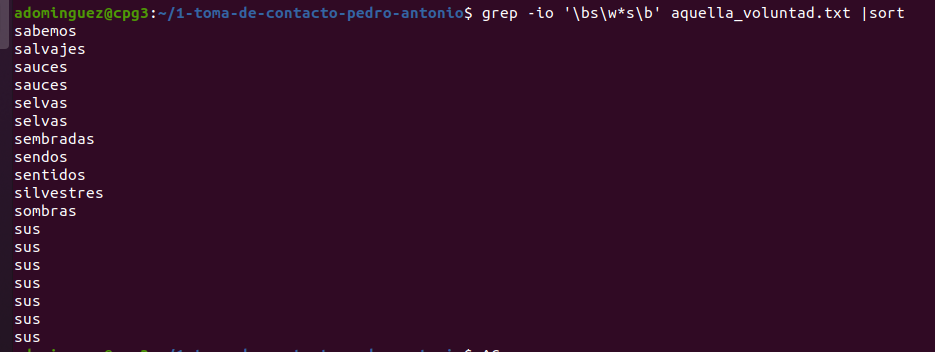 adominguez@cpg3:~/1-toma-de-contacto-pedro-antonio$ grep -io '\bs\w*s\b' aquella_voluntad.txt |sort
sabemos
salvajes
sauces
sauces
selvas
selvas
sembradas
sendos
sentidos
silvestres
sombras
sus
sus
sus
sus
sus
sus
sus